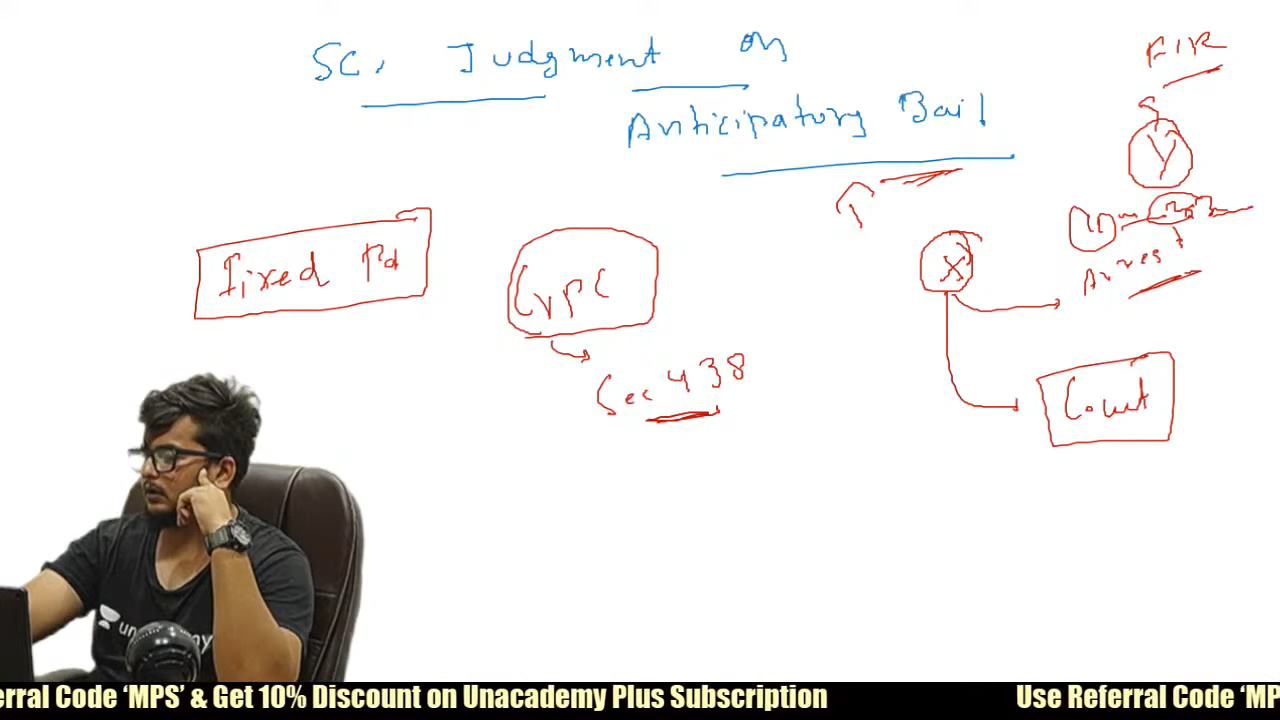 SC. Judgment on
Anticipatory Bail
FIR
Y
Arrest
X
Fixed Pd
CrPC
Sec 438
Court
erral Code 'MPS' & Get 10% Discount on Unacademy Plus Subscription
Use Referral Code 'MP